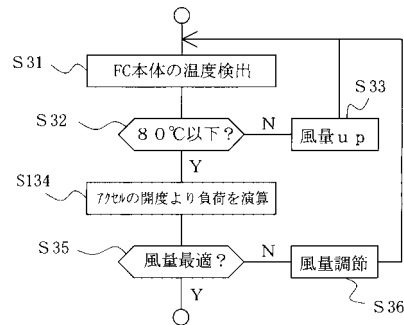 S31
FC本体の温度検出
S32
80℃以下？
N
S33
風量up
Y
S134
ｱｸｾﾙの開度より負荷を演算
S35
風量最適？
N
風量調節
S36
Y